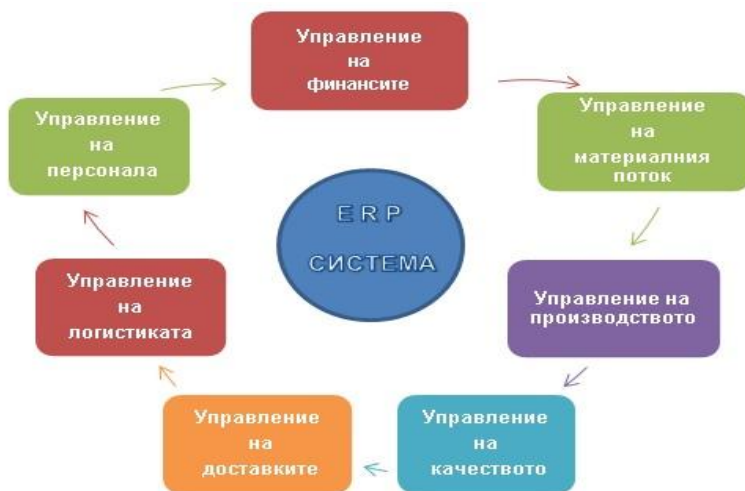 Управление
на
финансите
Управление
на
материалния
поток
Управление на
производството
Управление
на
качеството
Управление
на
доставките
Управление
на
логистиката
Управление
на
персонала
E R P
СИСТЕМА